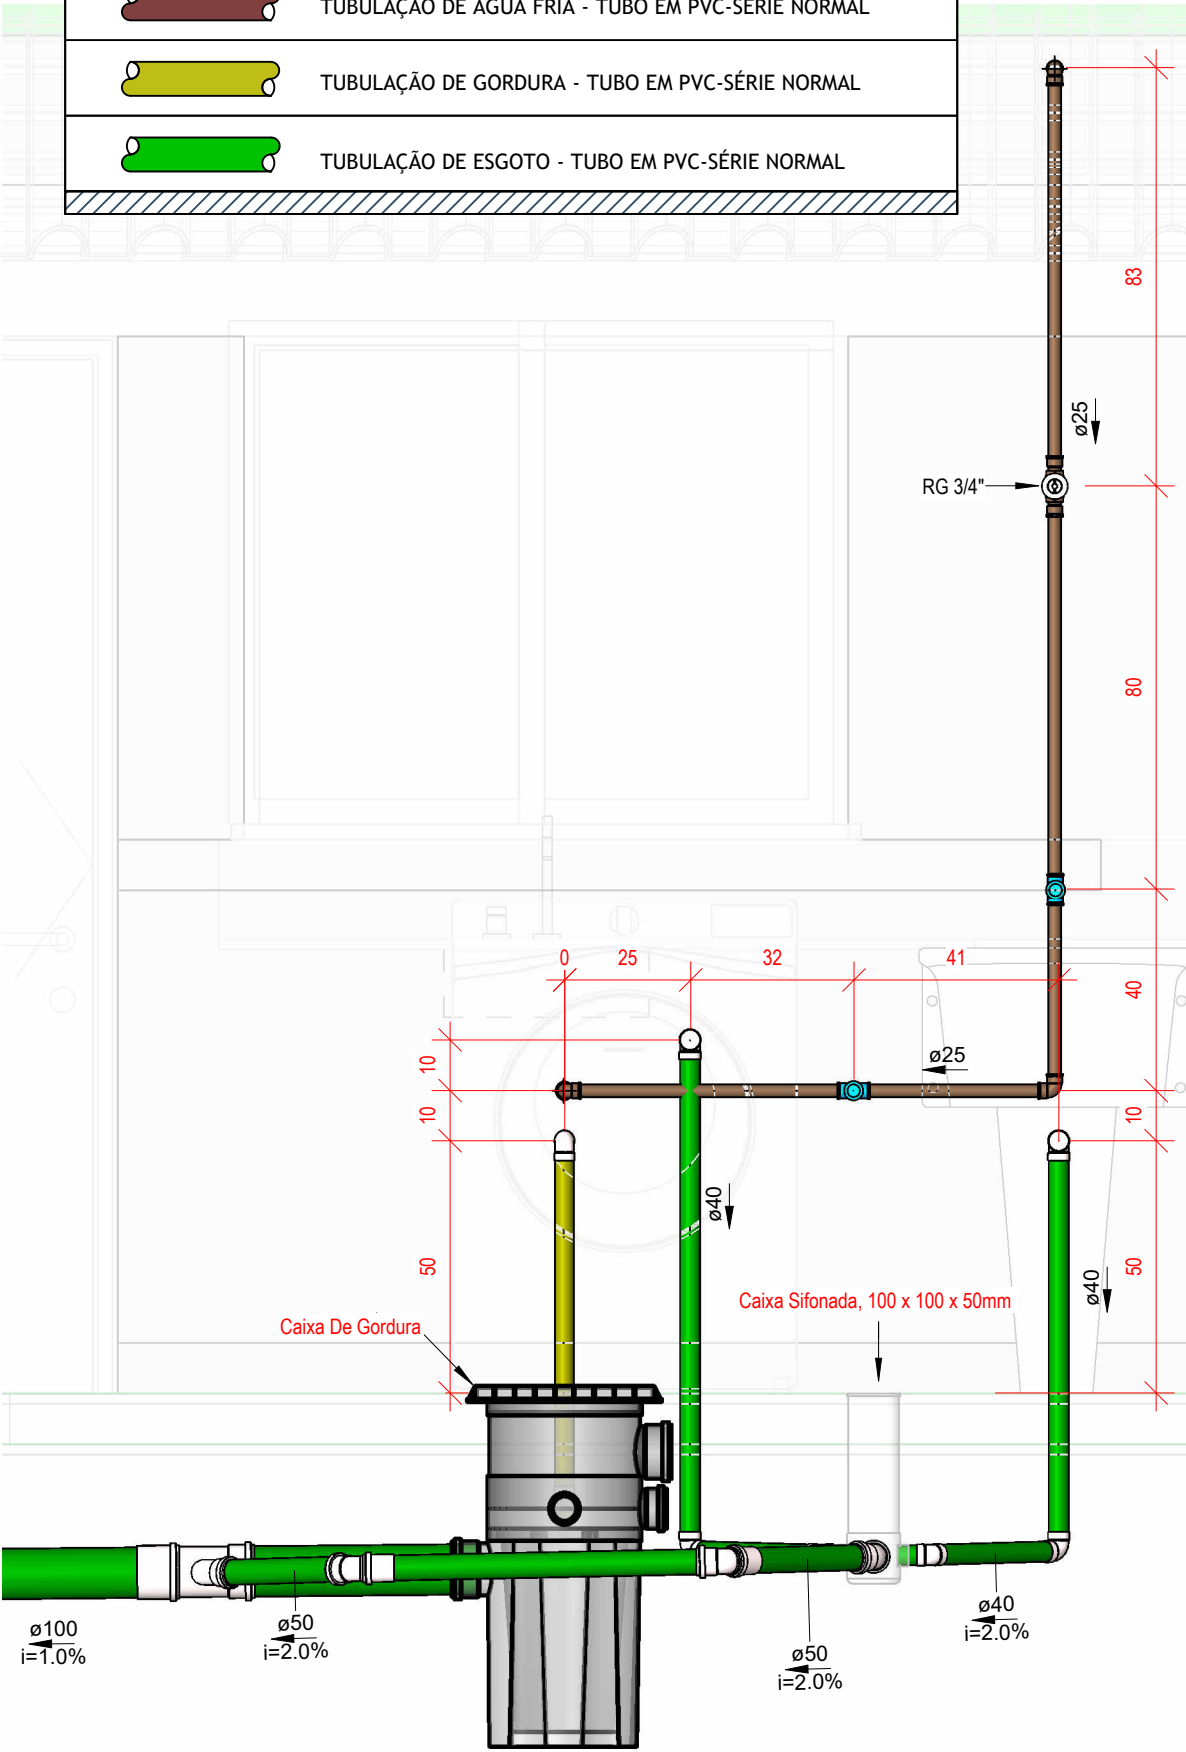 TUBULAÇÃO DE ÁGUA FRIA - TUBO EM PVC-SÉRIE NORMAL
TUBULAÇÃO DE GORDURA - TUBO EM PVC-SÉRIE NORMAL
TUBULAÇÃO DE ESGOTO - TUBO EM PVC-SÉRIE NORMAL
83
ø25
RG 3/4"
80
0 25 32 41
40
10
ø25
10
10
ø40
50
50
ø40
Caixa Sifonada, 100 x 100 x 50mm
Caixa De Gordura
ø100
i=1.0%
ø50
i=2.0%
ø50
i=2.0%
ø40
i=2.0%